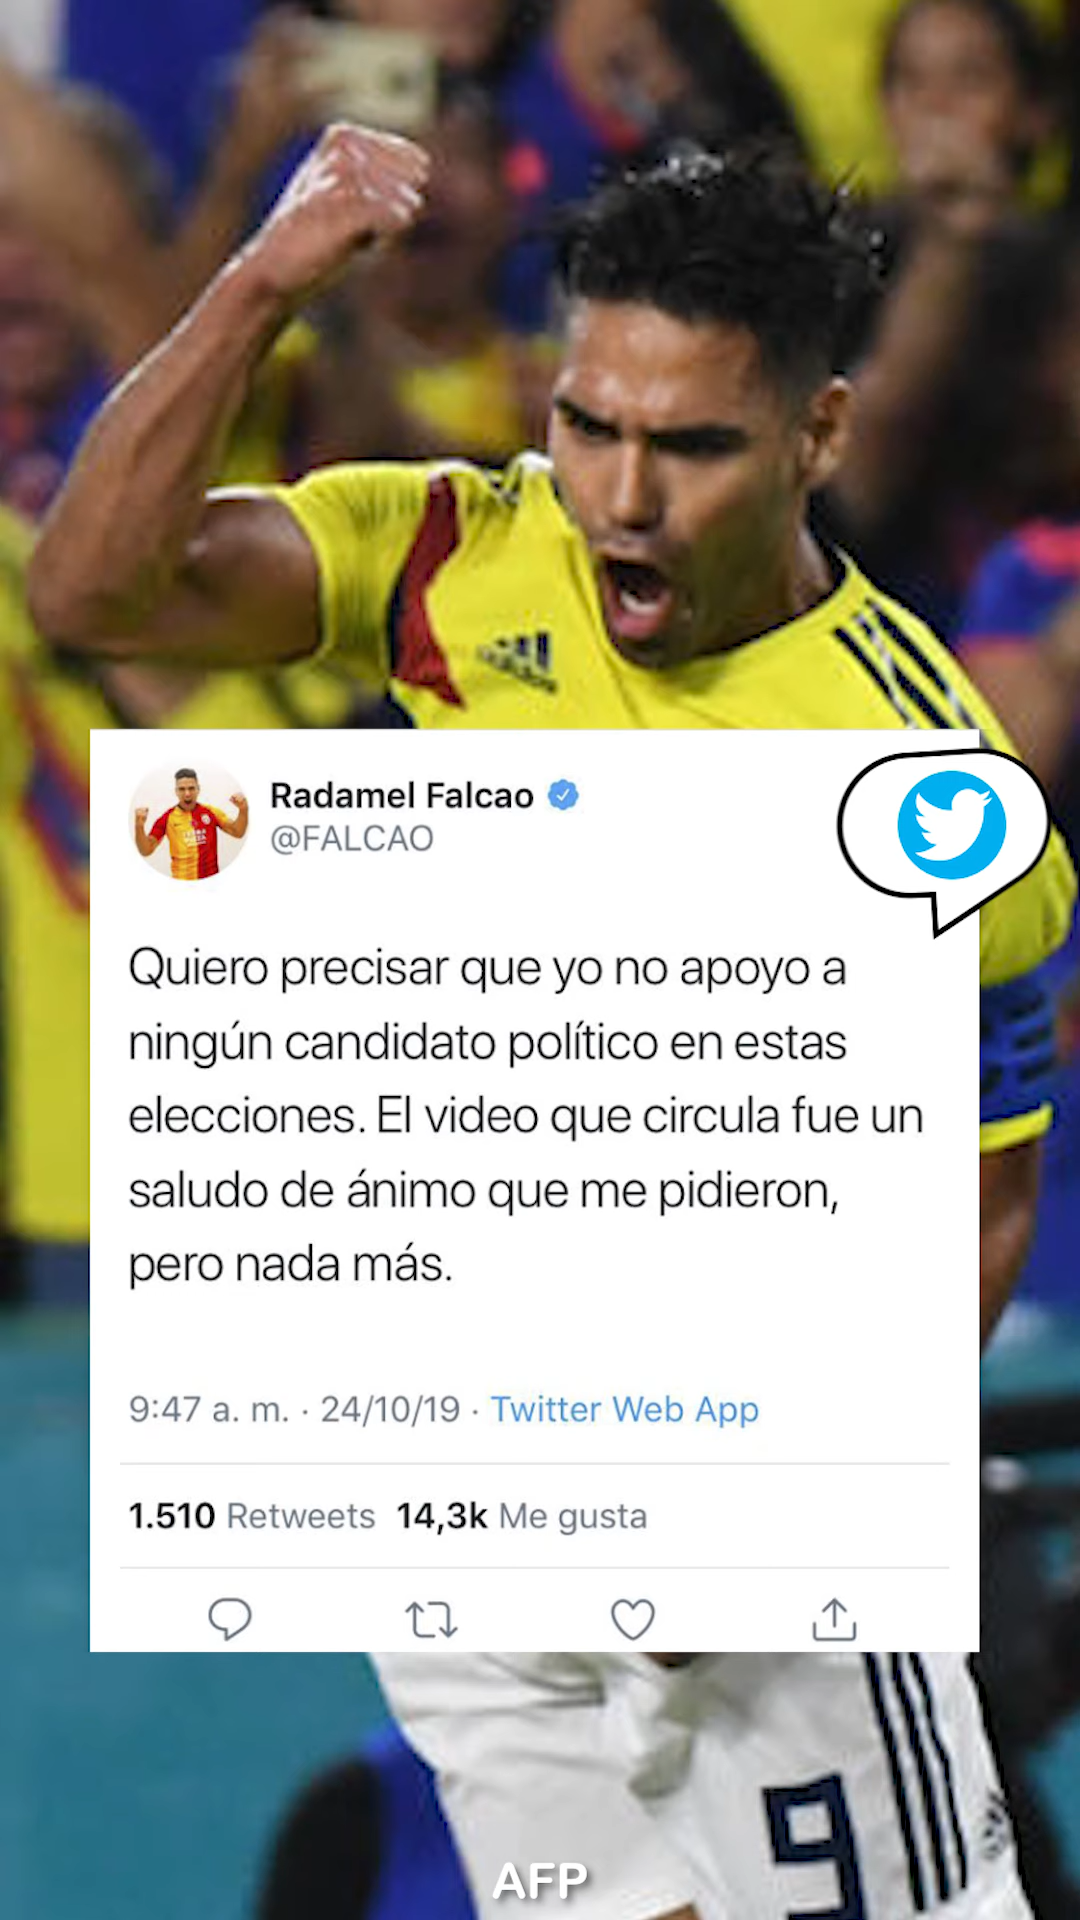 adidas
Radamel Falcao
@FALCAO
Quiero precisar que yo no apoyo a
ningún candidato político en estas
elecciones. El video que circula fue un
saludo de ánimo que me pidieron,
pero nada más.
9:47 a. m. · 24/10/19 · Twitter Web App
1.510 Retweets 14,3k Me gusta
9
AFP